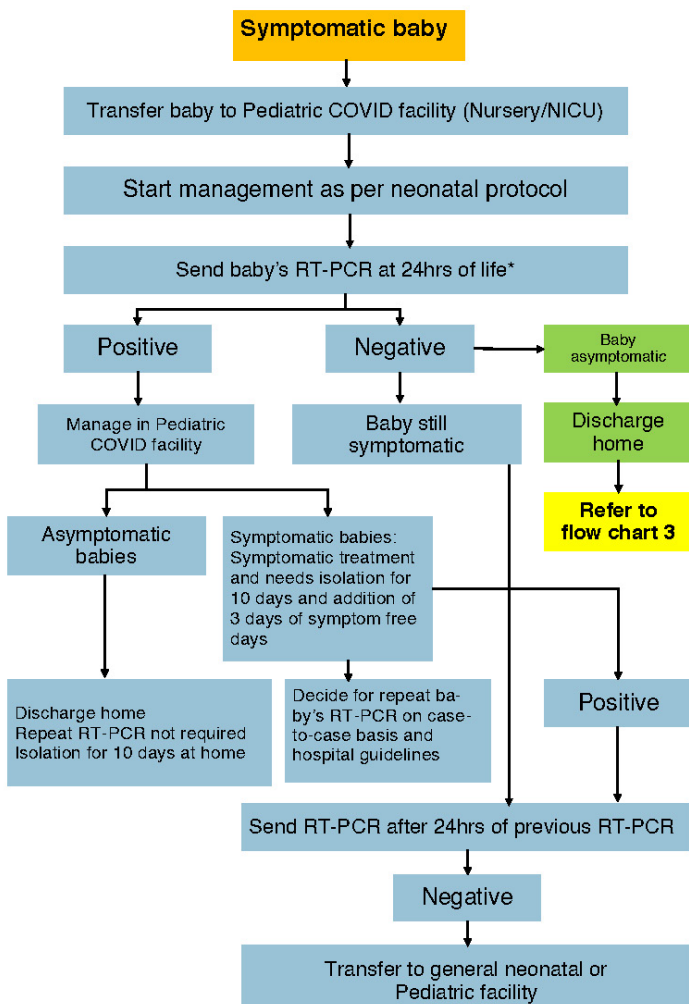 Symptomatic baby
Transfer baby to Pediatric COVID facility (Nursery/NICU)
Start management as per neonatal protocol
Send baby's RT-PCR at 24hrs of life*
Positive
Negative
Baby
asymptomatic
Manage in Pediatric
COVID facility
Baby still
symptomatic
Discharge
home
Refer to
flow chart 3
Asymptomatic
babies
Symptomatic babies:
Symptomatic treatment
and needs isolation for
10 days and addition of
3 days of symptom free
days
Discharge home
Repeat RT-PCR not required
Isolation for 10 days at home
Decide for repeat ba-
by's RT-PCR on case-
to-case basis and
hospital guidelines
Positive
Send RT-PCR after 24hrs of previous RT-PCR
Negative
Transfer to general neonatal or
Pediatric facility